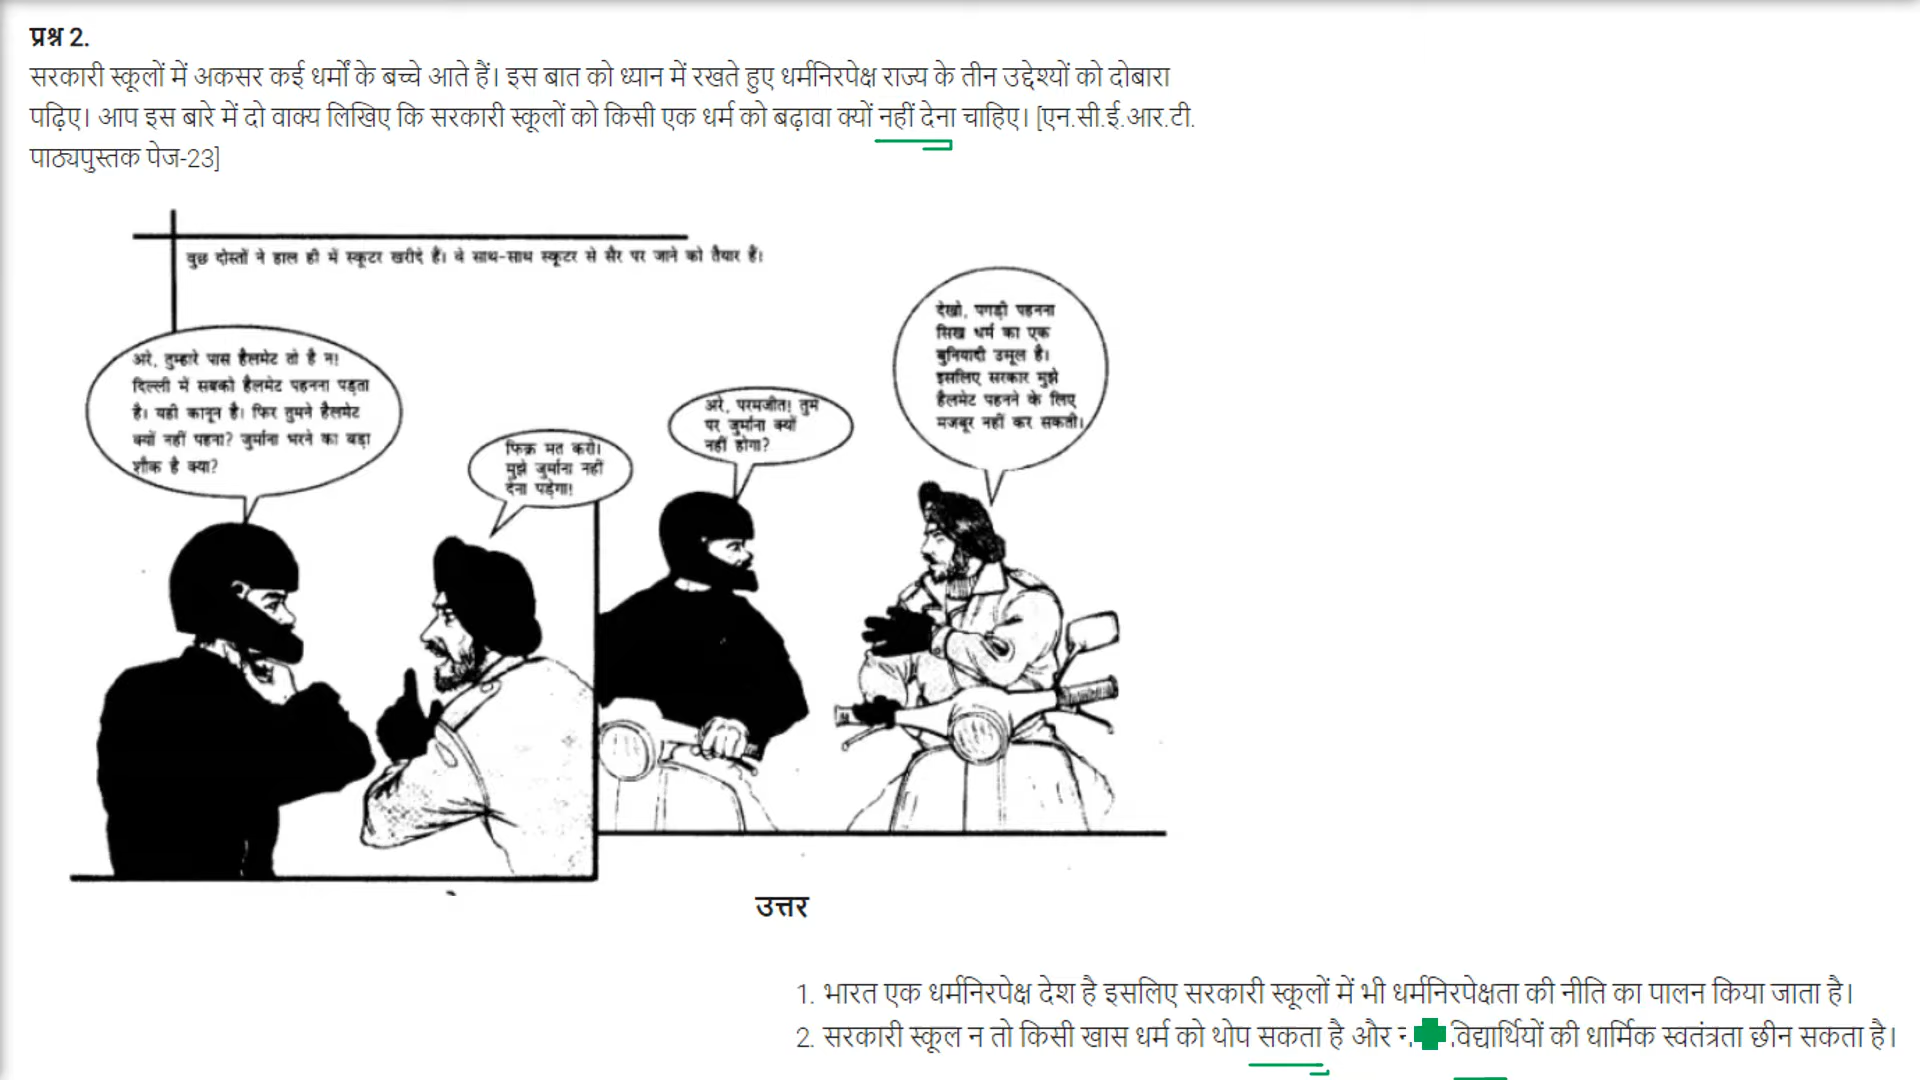 प्रश्न 2.
सरकारी स्कूलों में अकसर कई धर्मों के बच्चे आते हैं। इस बात को ध्यान में रखते हुए धर्मनिरपेक्ष राज्य के तीन उद्देश्यों को दोबारा
पढ़िए। आप इस बारे में दो वाक्य लिखिए कि सरकारी स्कूलों को किसी एक धर्म को बढ़ावा क्यों नहीं देना चाहिए। [एन.सी.ई.आर.टी.
पाठ्यपुस्तक पेज-23]
वुछ दोस्तों ने हाल ही में स्कूटर खरीदे हैं। वे साथ-साथ स्कूटर से सैर पर जाने को तैयार हैं।
अरे, तुम्हारे पास हैलमेट तो है न!
दिल्ली में सबको हैलमेट पहनना पड़ता
है। यही कानून है। फिर तुमने हैलमेट
क्यों नहीं पहना? जुर्माना भरने का बड़ा
शौक है क्या?
फिक्र मत करो।
मुझे जुर्माना नहीं
देना पड़ेगा!
अरे, परमजीत! तुम
पर जुर्माना क्यों
नहीं होगा?
देखो, पगड़ी पहनना
सिख धर्म का एक
बुनियादी उसूल है।
इसलिए सरकार मुझे
हैलमेट पहनने के लिए
मजबूर नहीं कर सकती।
उत्तर
1. भारत एक धर्मनिरपेक्ष देश है इसलिए सरकारी स्कूलों में भी धर्मनिरपेक्षता की नीति का पालन किया जाता है।
2. सरकारी स्कूल न तो किसी खास धर्म को थोप सकता है और विद्यार्थियों की धार्मिक स्वतंत्रता छीन सकता है।